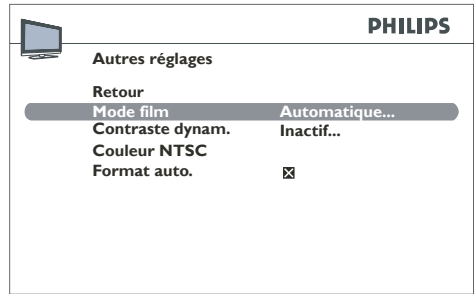 PHILIPS
Autres réglages
Retour
Mode film Automatique...
Contraste dynam. Inactif...
Couleur NTSC
Format auto.